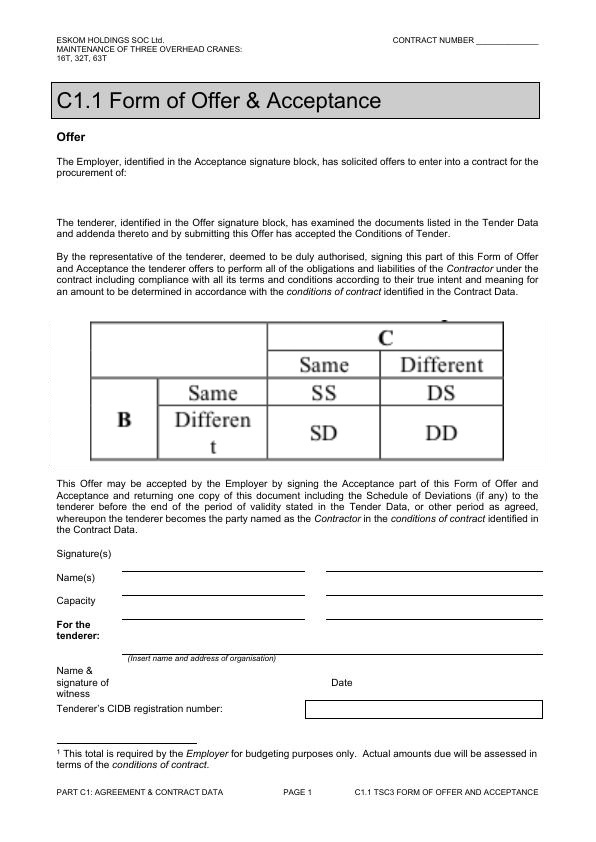 ESKOM HOLDINGS SOC Ltd. CONTRACT NUMBER _____________
MAINTENANCE OF THREE OVERHEAD CRANES:
16T, 32T, 63T
C1.1 Form of Offer & Acceptance
Offer
The Employer, identified in the Acceptance signature block, has solicited offers to enter into a contract for the
procurement of:
The tenderer, identified in the Offer signature block, has examined the documents listed in the Tender Data
and addenda thereto and by submitting this Offer has accepted the Conditions of Tender.
By the representative of the tenderer, deemed to be duly authorised, signing this part of this Form of Offer
and Acceptance the tenderer offers to perform all of the obligations and liabilities of the Contractor under the
contract including compliance with all its terms and conditions according to their true intent and meaning for
an amount to be determined in accordance with the conditions of contract identified in the Contract Data.
C
Same Different
B Same SS DS
Differen
t SD DD
This Offer may be accepted by the Employer by signing the Acceptance part of this Form of Offer and
Acceptance and returning one copy of this document including the Schedule of Deviations (if any) to the
tenderer before the end of the period of validity stated in the Tender Data, or other period as agreed,
whereupon the tenderer becomes the party named as the Contractor in the conditions of contract identified in
the Contract Data.
Signature(s)
Name(s)
Capacity
For the
tenderer:
(Insert name and address of organisation)
Name &
signature of Date
witness
Tenderer's CIDB registration number:
1 This total is required by the Employer for budgeting purposes only. Actual amounts due will be assessed in
terms of the conditions of contract.
PART C1: AGREEMENT & CONTRACT DATA PAGE 1 C1.1 TSC3 FORM OF OFFER AND ACCEPTANCE